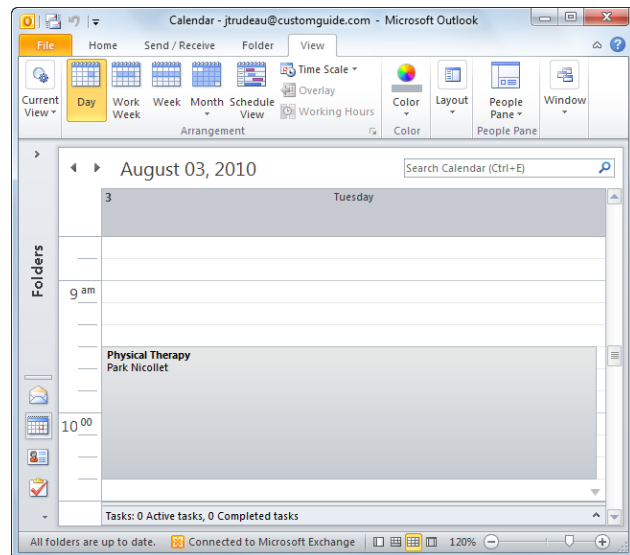 Calendar - jtrudeau@customguide.com - Microsoft Outlook
File Home Send / Receive Folder View
Current View
Day
Work Week
Week
Month
Schedule View
Time Scale
Overlay
Working Hours
Color
Layout
People Pane
Window
Arrangement
Color
People Pane
August 03, 2010
Search Calendar (Ctrl+E)
3 Tuesday
Folders
9 am
Physical Therapy
Park Nicollet
10 00
Tasks: 0 Active tasks, 0 Completed tasks
All folders are up to date. Connected to Microsoft Exchange 120%